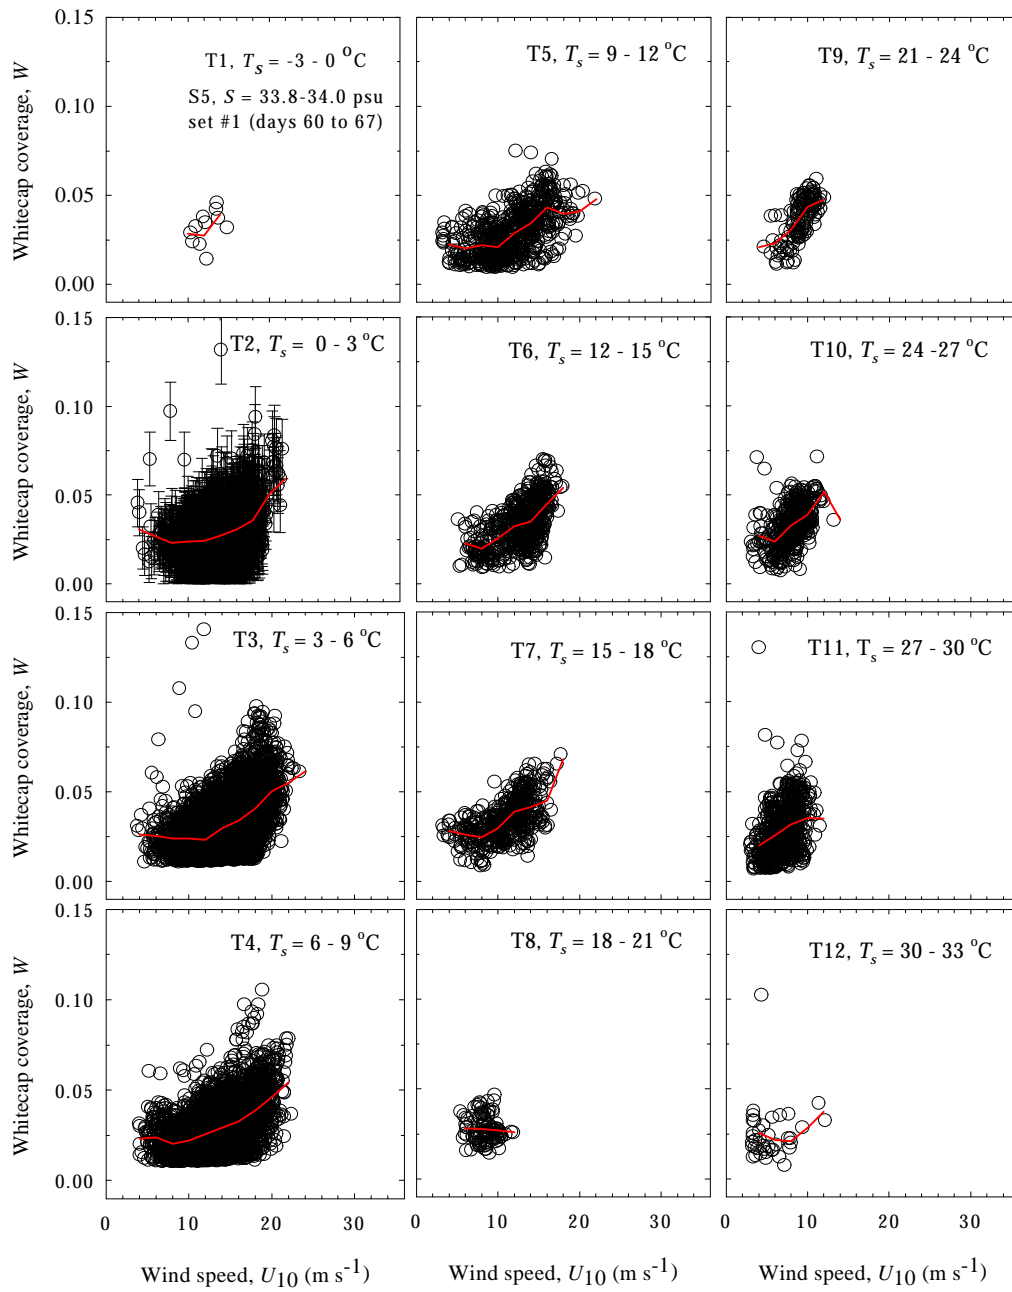 0.15
0.10
0.05
0.00
Whitecap coverage, W
T1, Ts = -3 - 0 °C
S5, S = 33.8-34.0 psu
set #1 (days 60 to 67)
T5, Ts = 9 - 12 °C
T9, Ts = 21 - 24 °C
0.15
0.10
0.05
0.00
Whitecap coverage, W
T2, Ts = 0 - 3 °C
T6, Ts = 12 - 15 °C
T10, Ts = 24 -27 °C
0.15
0.10
0.05
0.00
Whitecap coverage, W
T3, Ts = 3 - 6 °C
T7, Ts = 15 - 18 °C
T11, Ts = 27 - 30 °C
0.15
0.10
0.05
0.00
Whitecap coverage, W
T4, Ts = 6 - 9 °C
T8, Ts = 18 - 21 °C
T12, Ts = 30 - 33 °C
0 10 20 30 0 10 20 30 0 10 20 30
Wind speed, U10 (m s-1) Wind speed, U10 (m s-1) Wind speed, U10 (m s-1)